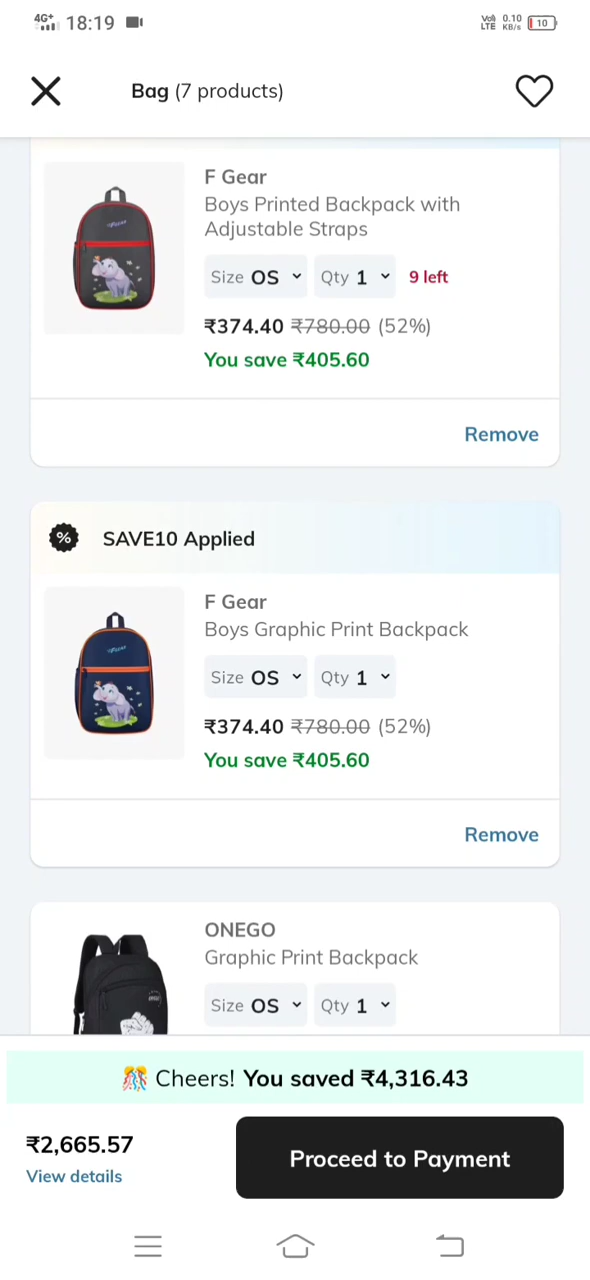 4G+ 18:19 Vo) 0.10 10
LTE KB/s
Bag (7 products)
F Gear
Boys Printed Backpack with
Adjustable Straps
Size OS Qty 1 9 left
₹374.40 ₹780.00 (52%)
You save ₹405.60
Remove
% SAVE10 Applied
F Gear
Boys Graphic Print Backpack
Size OS Qty 1
₹374.40 ₹780.00 (52%)
You save ₹405.60
Remove
ONEGO
Graphic Print Backpack
Size OS Qty 1
Cheers! You saved ₹4,316.43
₹2,665.57
View details
Proceed to Payment